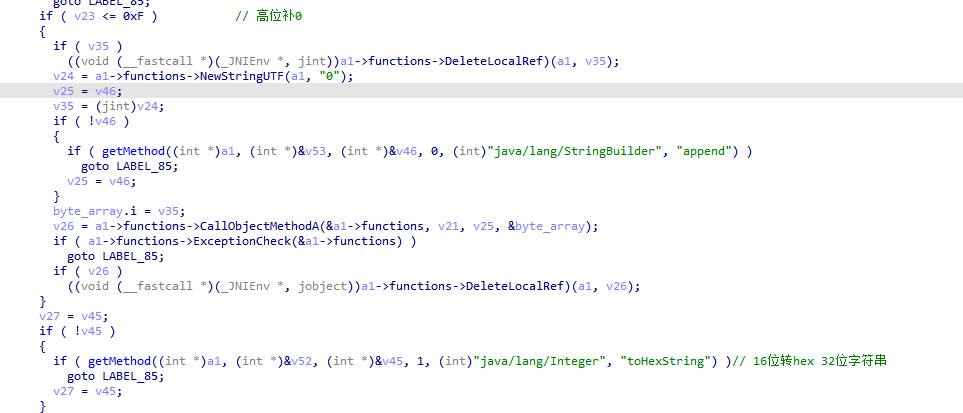 goto LABEL_85;
if ( v23 <= 0xF ) // 高位补0
{
if ( v35 )
((void (__fastcall *)(_JNIEnv *, jint))a1->functions->DeleteLocalRef)(a1, v35);
v24 = a1->functions->NewStringUTF(a1, "0");
v25 = v46;
v35 = (jint)v24;
if ( !v46 )
{
if ( getMethod((int *)a1, (int *)&v53, (int *)&v46, 0, (int)"java/lang/StringBuilder", "append") )
goto LABEL_85;
v25 = v46;
}
byte_array.i = v35;
v26 = a1->functions->CallObjectMethodA(&a1->functions, v21, v25, &byte_array);
if ( a1->functions->ExceptionCheck(&a1->functions) )
goto LABEL_85;
if ( v26 )
((void (__fastcall *)(_JNIEnv *, jobject))a1->functions->DeleteLocalRef)(a1, v26);
}
v27 = v45;
if ( !v45 )
{
if ( getMethod((int *)a1, (int *)&v52, (int *)&v45, 1, (int)"java/lang/Integer", "toHexString") )// 16位转hex 32位字符串
goto LABEL_85;
v27 = v45;
}